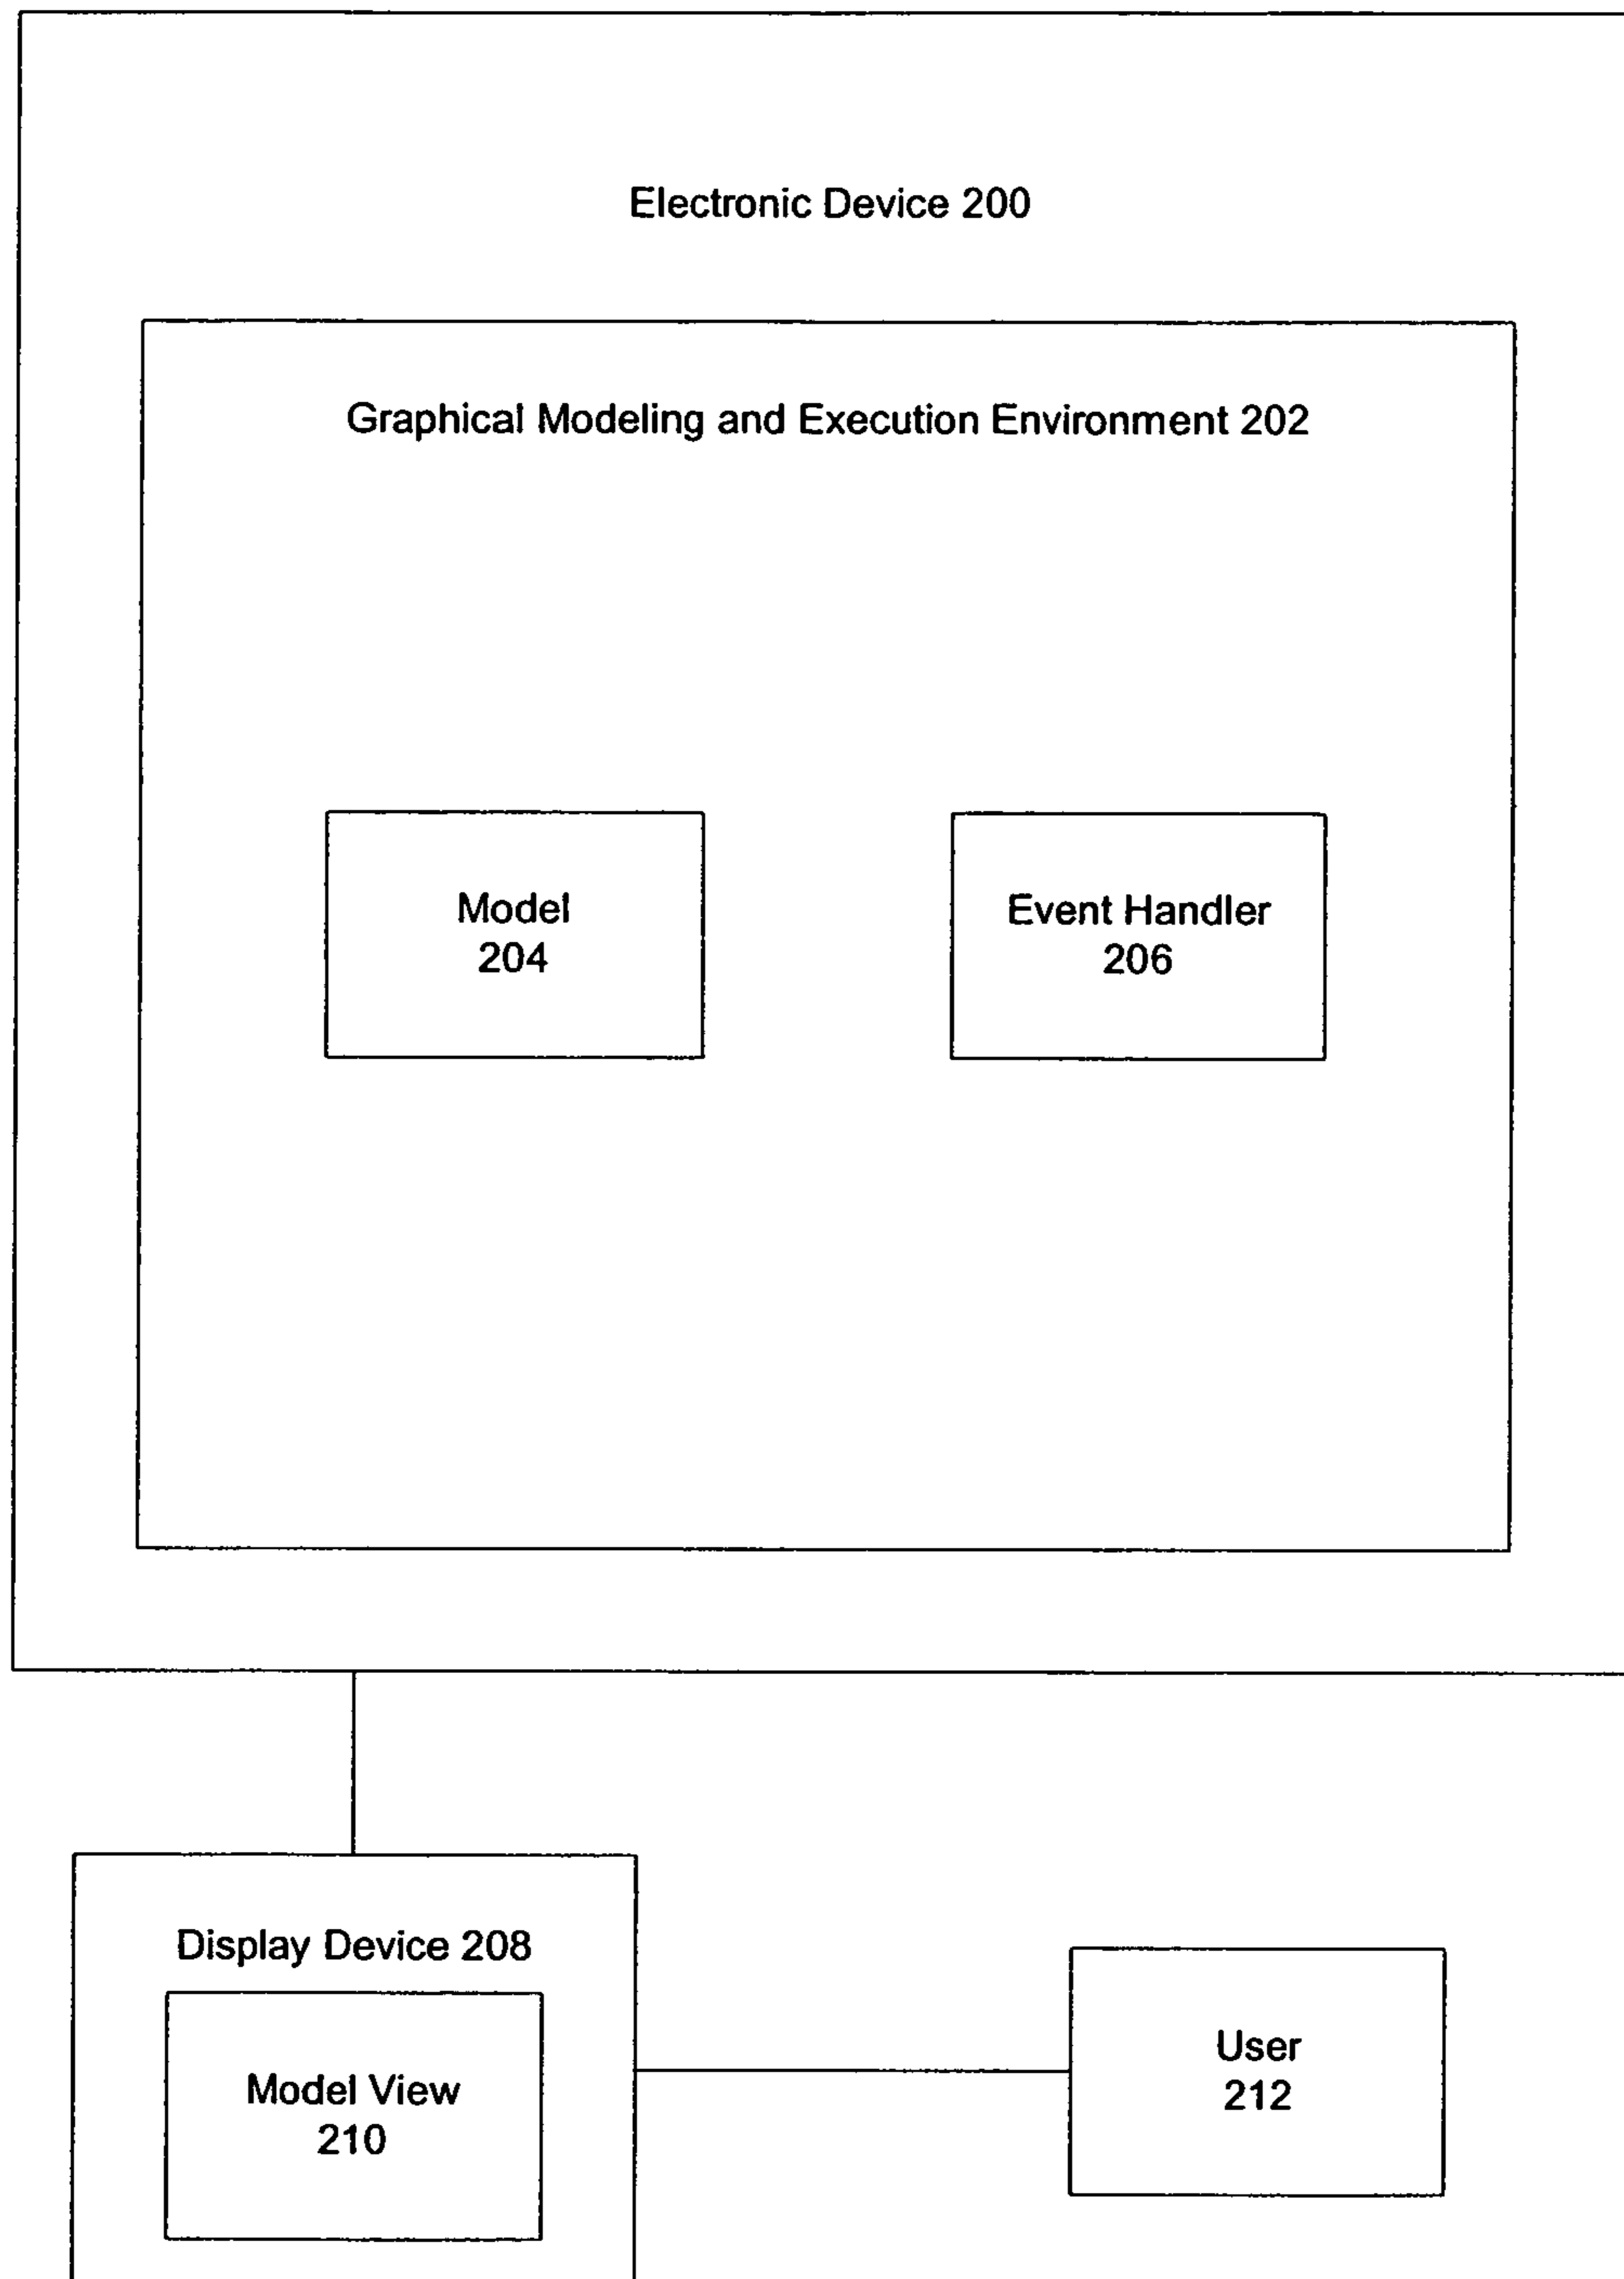 Electronic Device 200
Graphical Modeling and Execution Environment 202
Model
204
Event Handler
206
Display Device 208
Model View
210
User
212